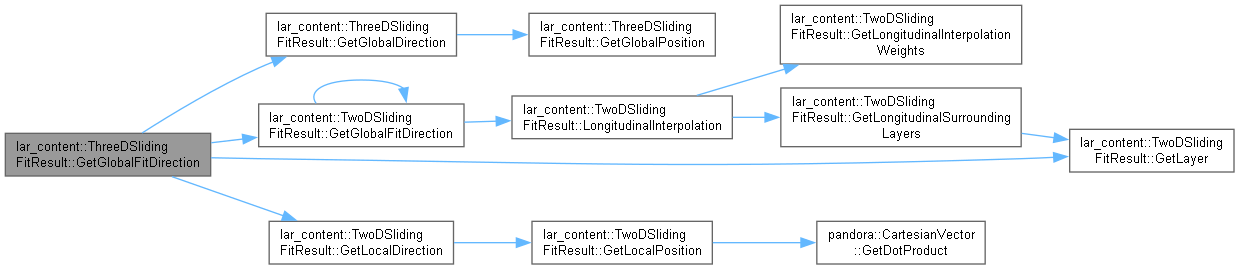 lar_content::ThreeDSliding
FitResult::GetGlobalFitDirection
lar_content::ThreeDSliding
FitResult::GetGlobalDirection
lar_content::ThreeDSliding
FitResult::GetGlobalPosition
lar_content::TwoDSliding
FitResult::GetGlobalFitDirection
lar_content::TwoDSliding
FitResult::LongitudinalInterpolation
lar_content::TwoDSliding
FitResult::GetLongitudinalInterpolation
Weights
lar_content::TwoDSliding
FitResult::GetLongitudinalSurrounding
Layers
lar_content::TwoDSliding
FitResult::GetLayer
lar_content::TwoDSliding
FitResult::GetLocalDirection
lar_content::TwoDSliding
FitResult::GetLocalPosition
pandora::CartesianVector
::GetDotProduct